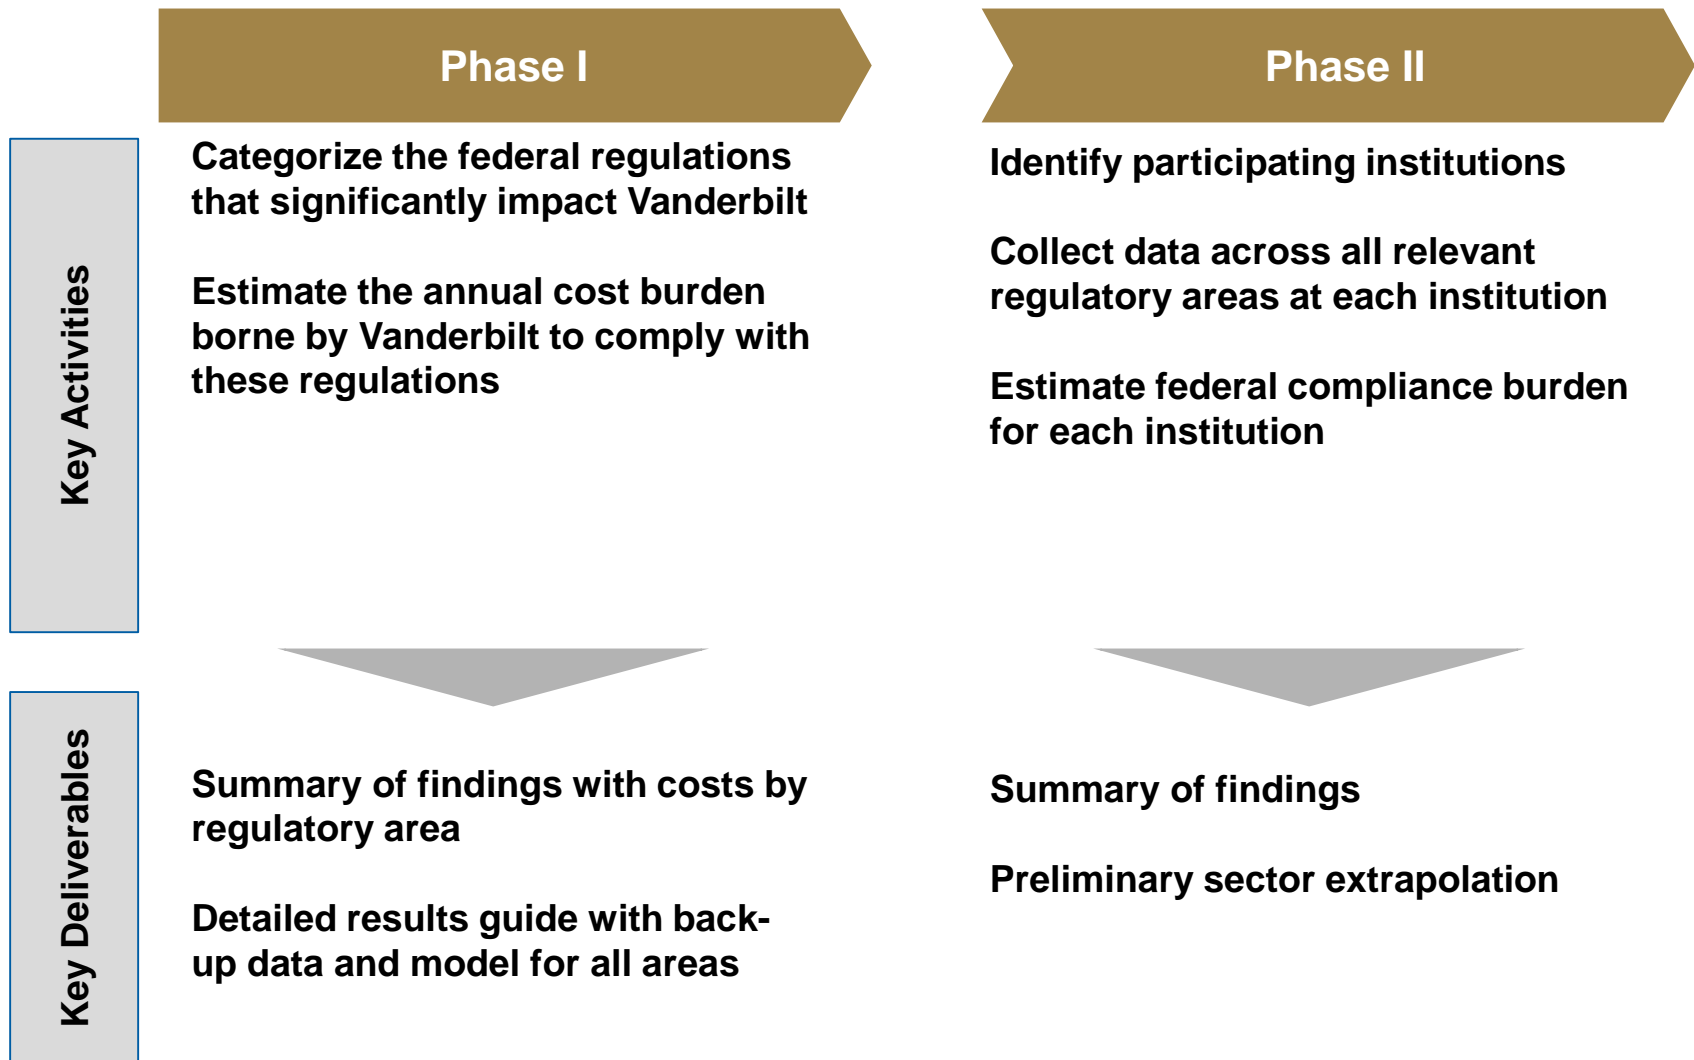 Phase I
Phase II
Key Activities
Categorize the federal regulations
that significantly impact Vanderbilt
Estimate the annual cost burden
borne by Vanderbilt to comply with
these regulations
Identify participating institutions
Collect data across all relevant
regulatory areas at each institution
Estimate federal compliance burden
for each institution
Key Deliverables
Summary of findings with costs by
regulatory area
Detailed results guide with back-
up data and model for all areas
Summary of findings
Preliminary sector extrapolation